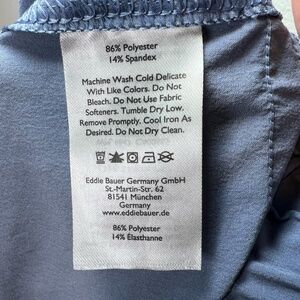 86% Polyester
14% Spandex
Machine Wash Cold Delicate
With Like Colors. Do Not
Bleach. Do Not Use Fabric
Softeners. Tumble Dry Low.
Remove Promptly. Cool Iron As
Desired. Do Not Dry Clean.
Eddie Bauer Germany GmbH
St.-Martin-Str. 62
81541 München
Germany
www.eddiebauer.de
86% Polyester
14% Élasthanne